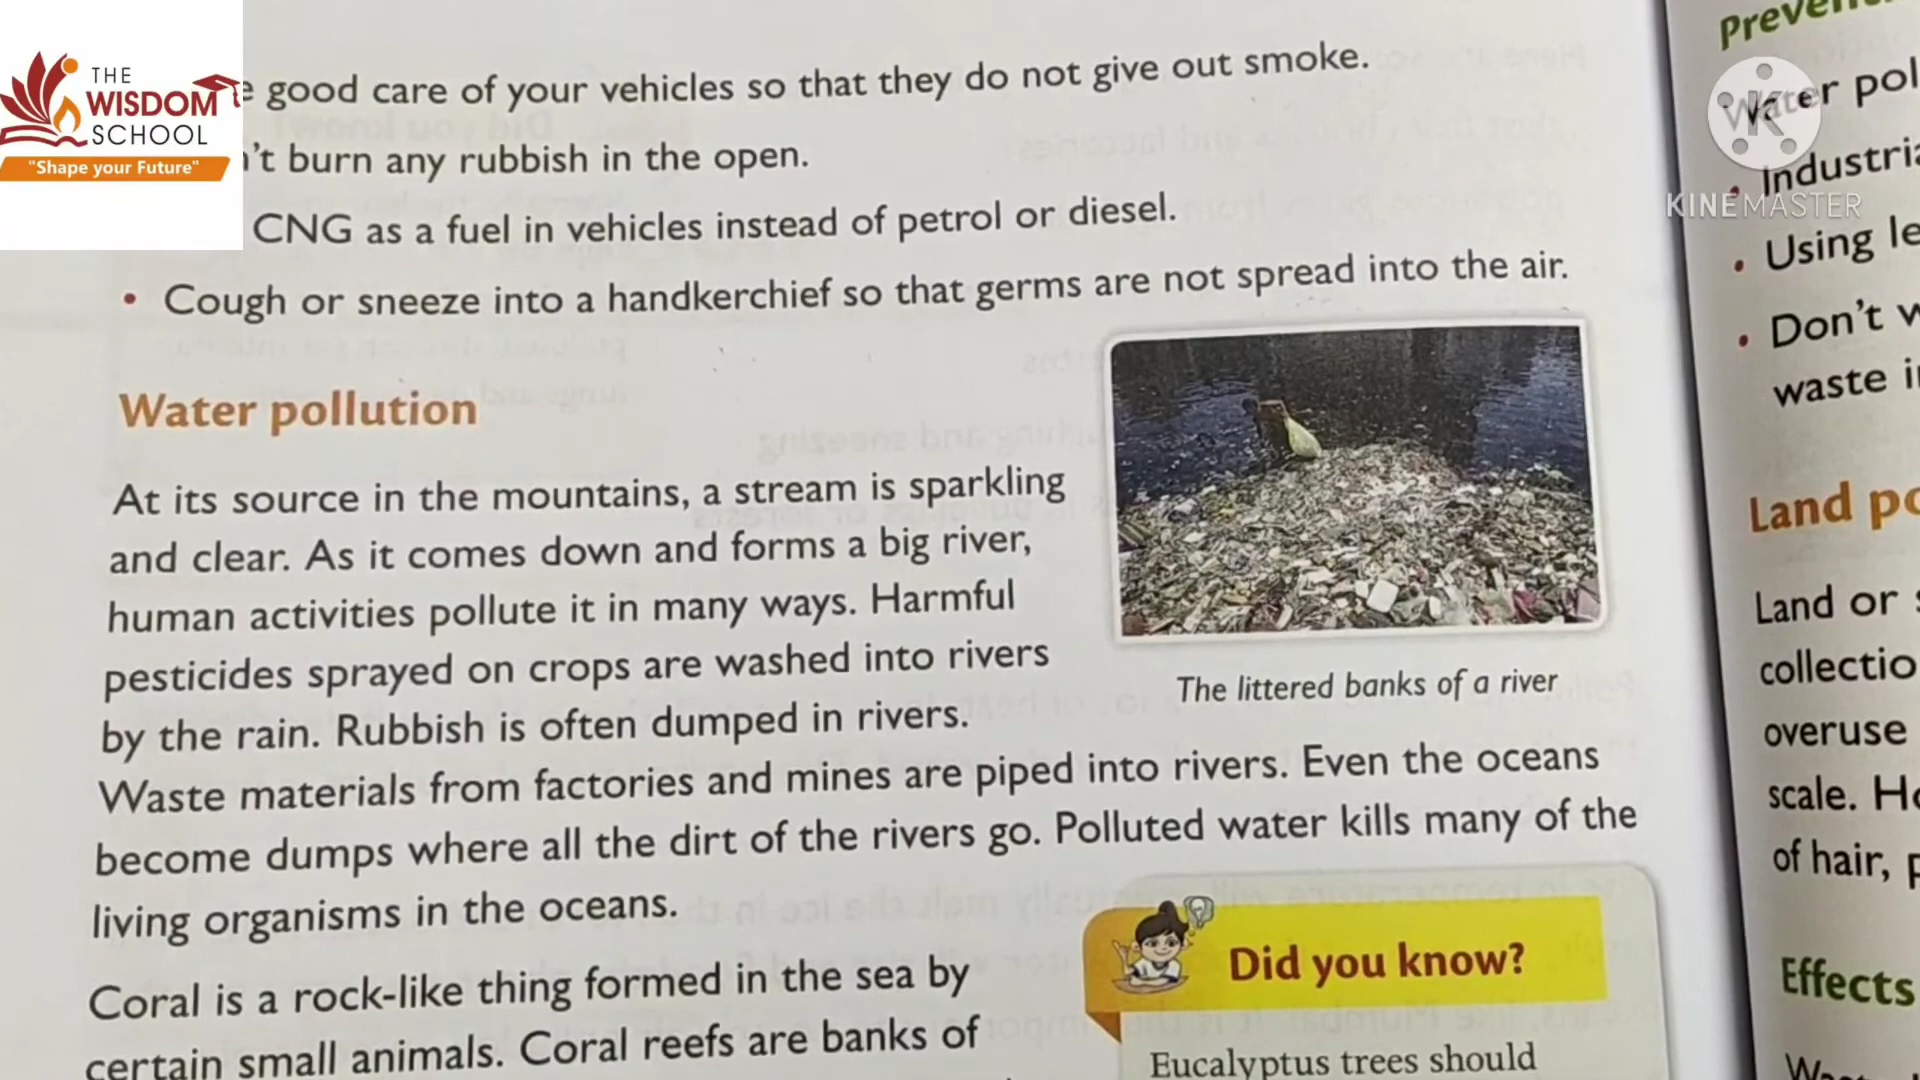 THE
WISDOM
SCHOOL
"Shape your Future"
good care of your vehicles so that they do not give out smoke.
't burn any rubbish in the open.
CNG as a fuel in vehicles instead of petrol or diesel.
• Cough or sneeze into a handkerchief so that germs are not spread into the air.
Water pollution
At its source in the mountains, a stream is sparkling
and clear. As it comes down and forms a big river,
human activities pollute it in many ways. Harmful
pesticides sprayed on crops are washed into rivers
by the rain. Rubbish is often dumped in rivers.
Waste materials from factories and mines are piped into rivers. Even the oceans
become dumps where all the dirt of the rivers go. Polluted water kills many of the
living organisms in the oceans.
The littered banks of a river
Coral is a rock-like thing formed in the sea by
certain small animals. Coral reefs are banks of
Did you know?
Eucalyptus trees should
K
KINEMASTER
Water pol
• Industria
• Using le
• Don't w
waste i
Land po
Land or s
collectio
overuse
scale. Ho
of hair, p
Effects